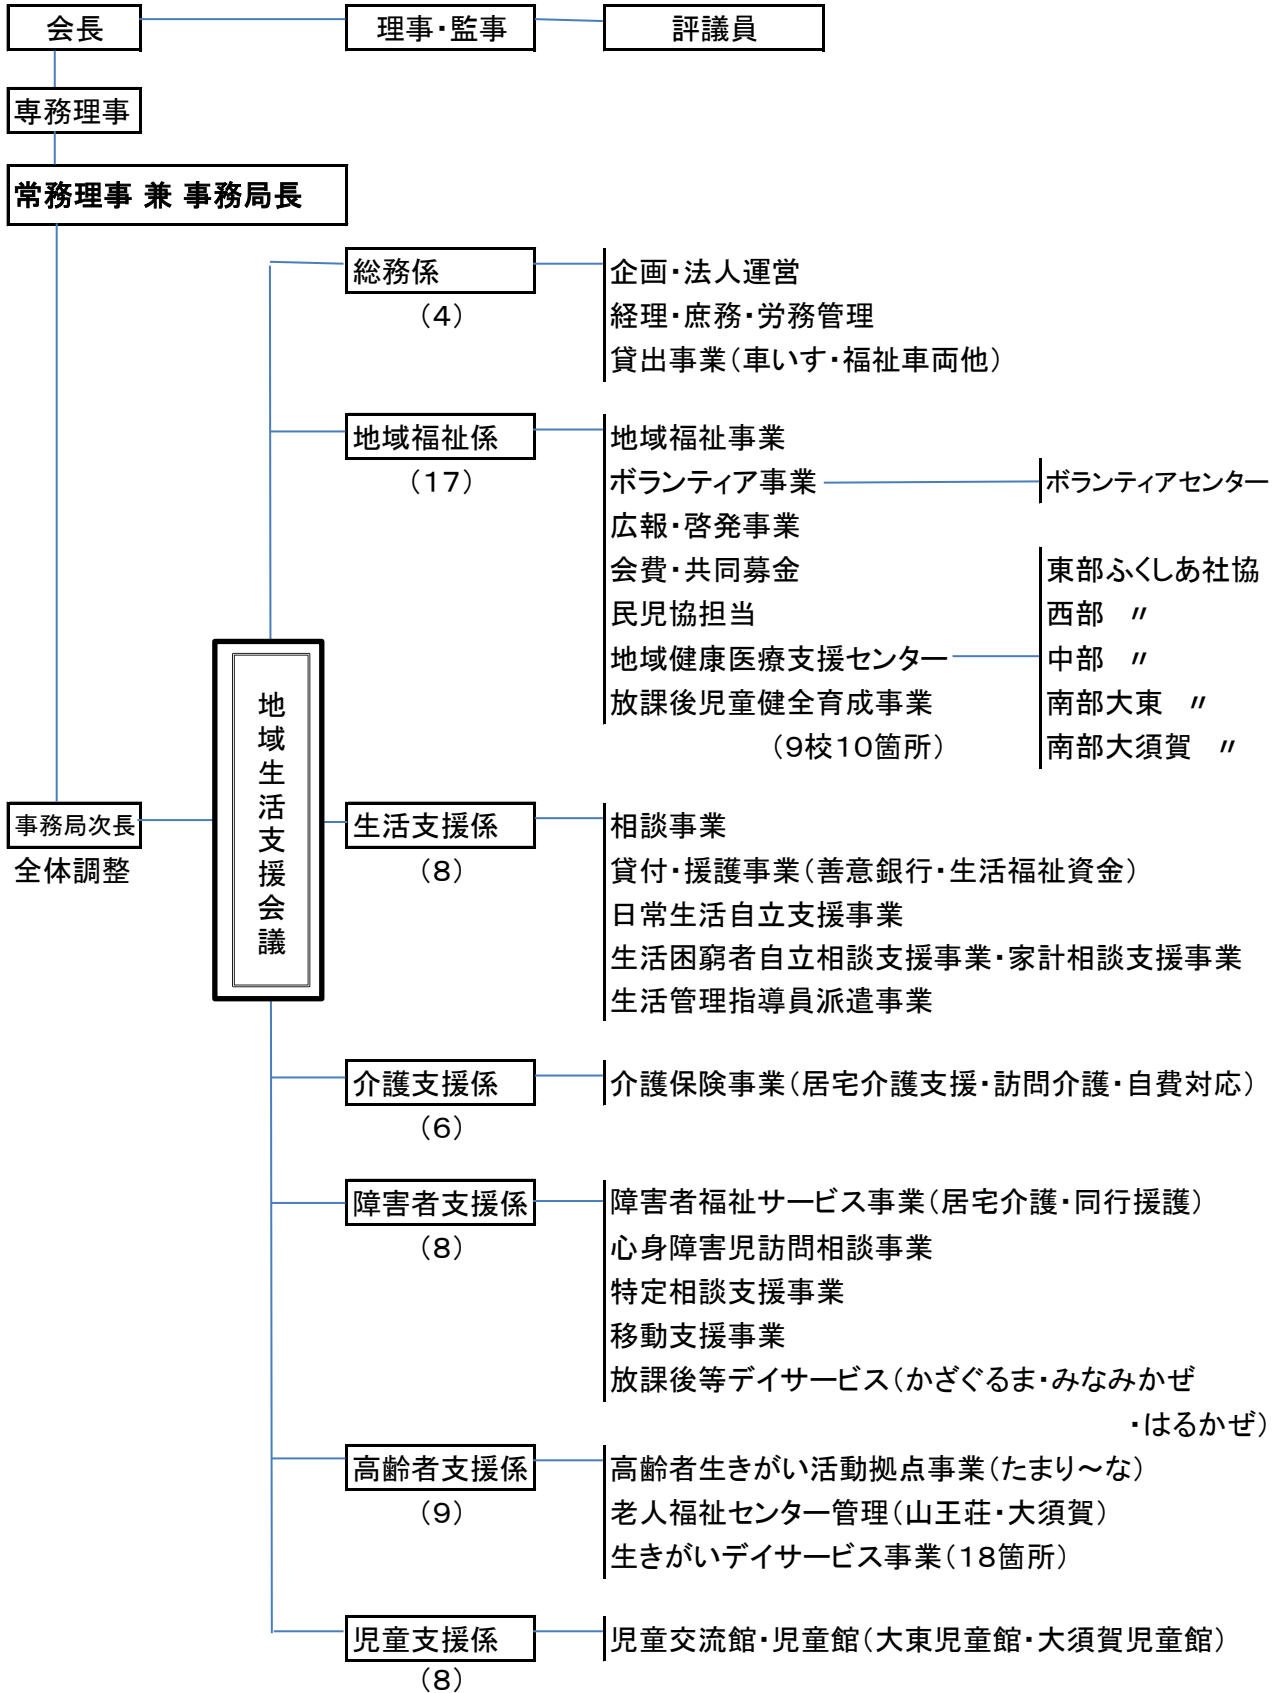 会長
理事・監事
評議員
専務理事
常務理事 兼 事務局長
総務係
(4)
企画・法人運営
経理・庶務・労務管理
貸出事業(車いす・福祉車両他)
地域福祉係
(17)
地域福祉事業
ボランティア事業
ボランティアセンター
広報・啓発事業
会費・共同募金
民児協担当
地域健康医療支援センター
放課後児童健全育成事業
(9校10箇所)
東部ふくしあ社協
西部 〃
中部 〃
南部大東 〃
南部大須賀 〃
地域生活支援会議
事務局次長
全体調整
生活支援係
(8)
相談事業
貸付・援護事業(善意銀行・生活福祉資金)
日常生活自立支援事業
生活困窮者自立相談支援事業・家計相談支援事業
生活管理指導員派遣事業
介護支援係
(6)
介護保険事業(居宅介護支援・訪問介護・自費対応)
障害者支援係
(8)
障害者福祉サービス事業(居宅介護・同行援護)
心身障害児訪問相談事業
特定相談支援事業
移動支援事業
放課後等デイサービス(かざぐるま・みなみかぜ
・はるかぜ)
高齢者支援係
(9)
高齢者生きがい活動拠点事業(たまり～な)
老人福祉センター管理(山王荘・大須賀)
生きがいデイサービス事業(18箇所)
児童支援係
(8)
児童交流館・児童館(大東児童館・大須賀児童館)